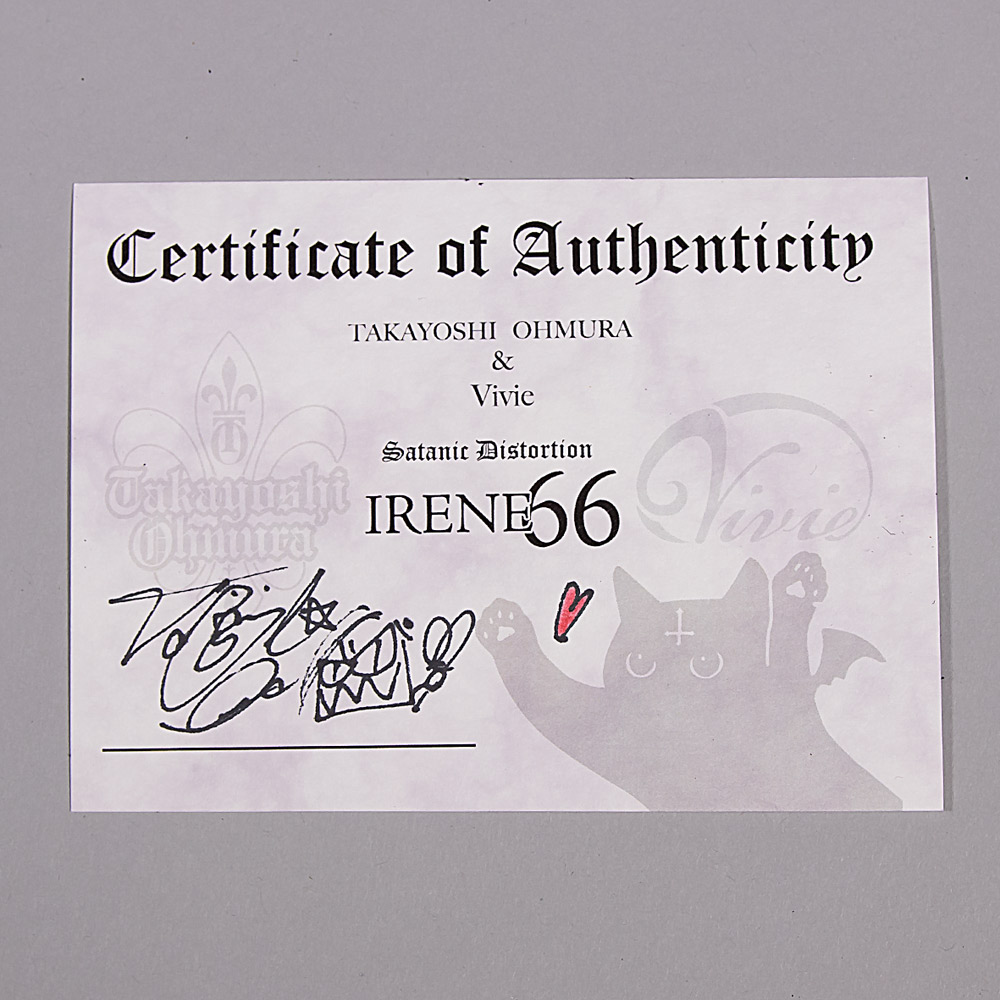 Certificate of Authenticity
TAKAYOSHI OHMURA
&
Vivie
Satanic Distortion
IRENE66
Takayoshi
Ohmura
Vivie